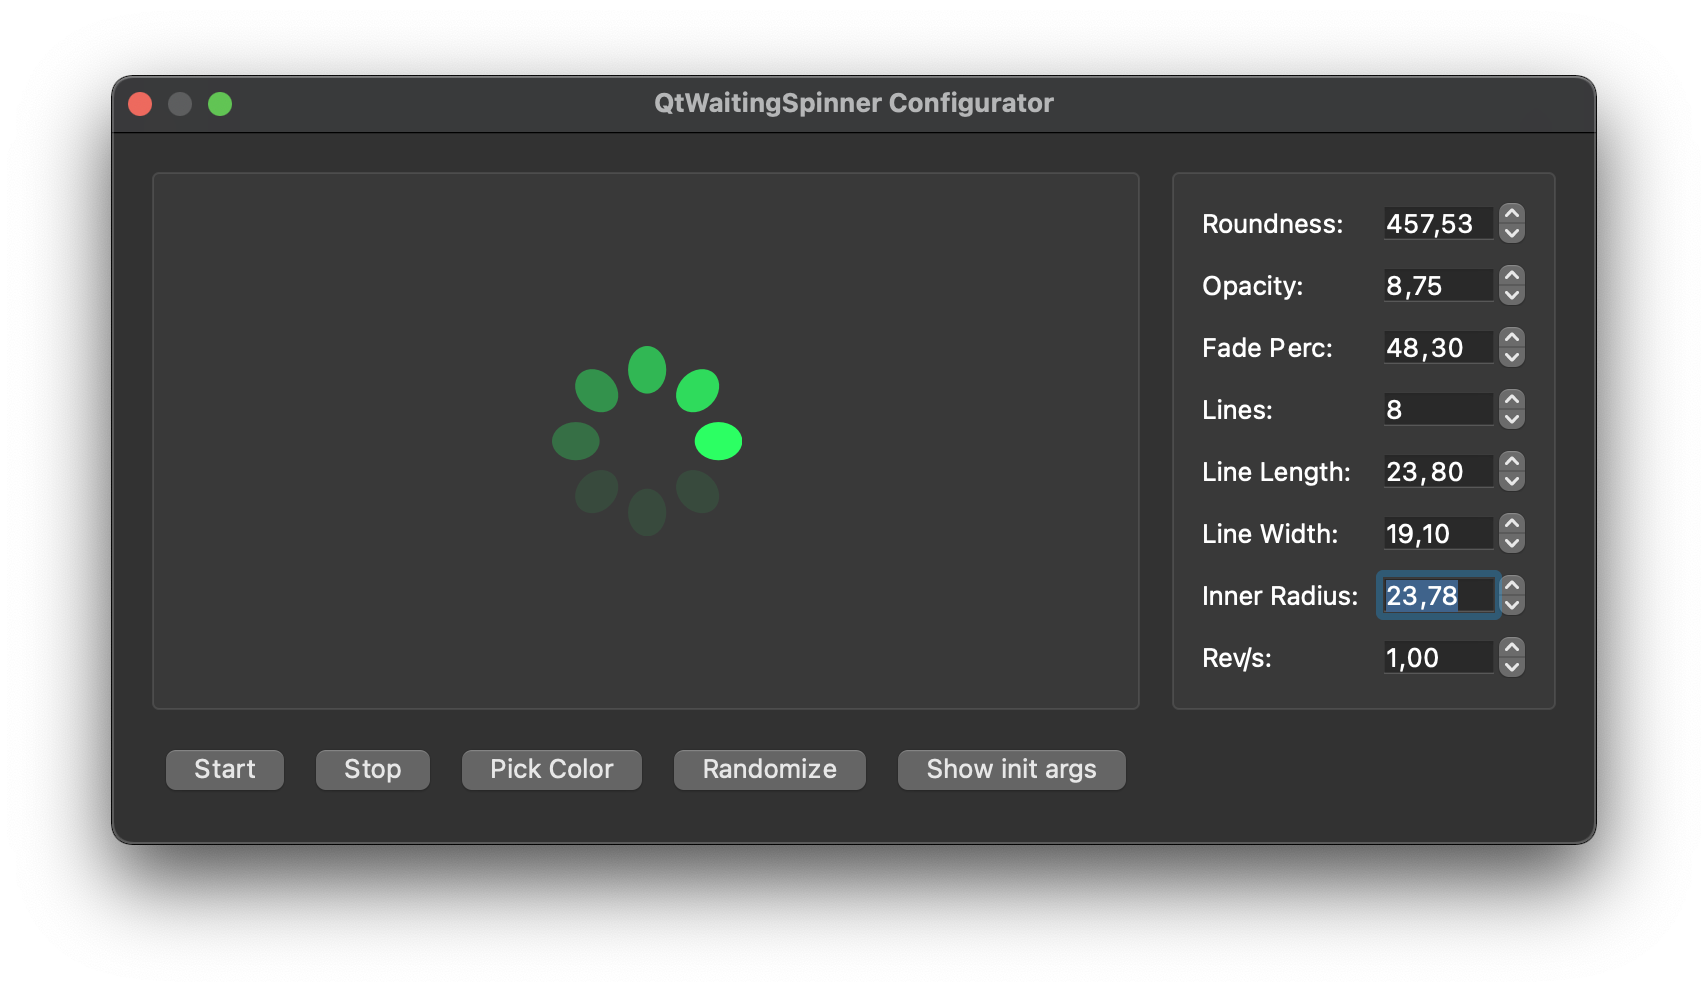 QtWaitingSpinner Configurator
Roundness: 457,53
Opacity: 8,75
Fade Perc: 48,30
Lines: 8
Line Length: 23,80
Line Width: 19,10
Inner Radius: 23,78
Rev/s: 1,00
Start Stop Pick Color Randomize Show init args